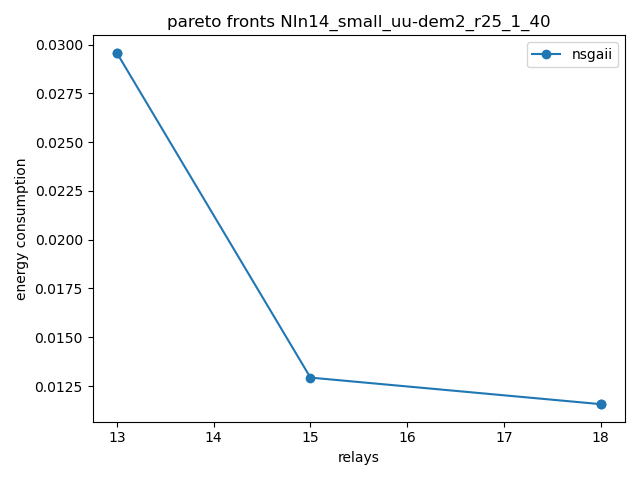 pareto fronts NIn14_small_uu-dem2_r25_1_40
nsgaii
0.0300
0.0275
0.0250
0.0225
0.0200
0.0175
0.0150
0.0125
energy consumption
13 14 15 16 17 18
relays